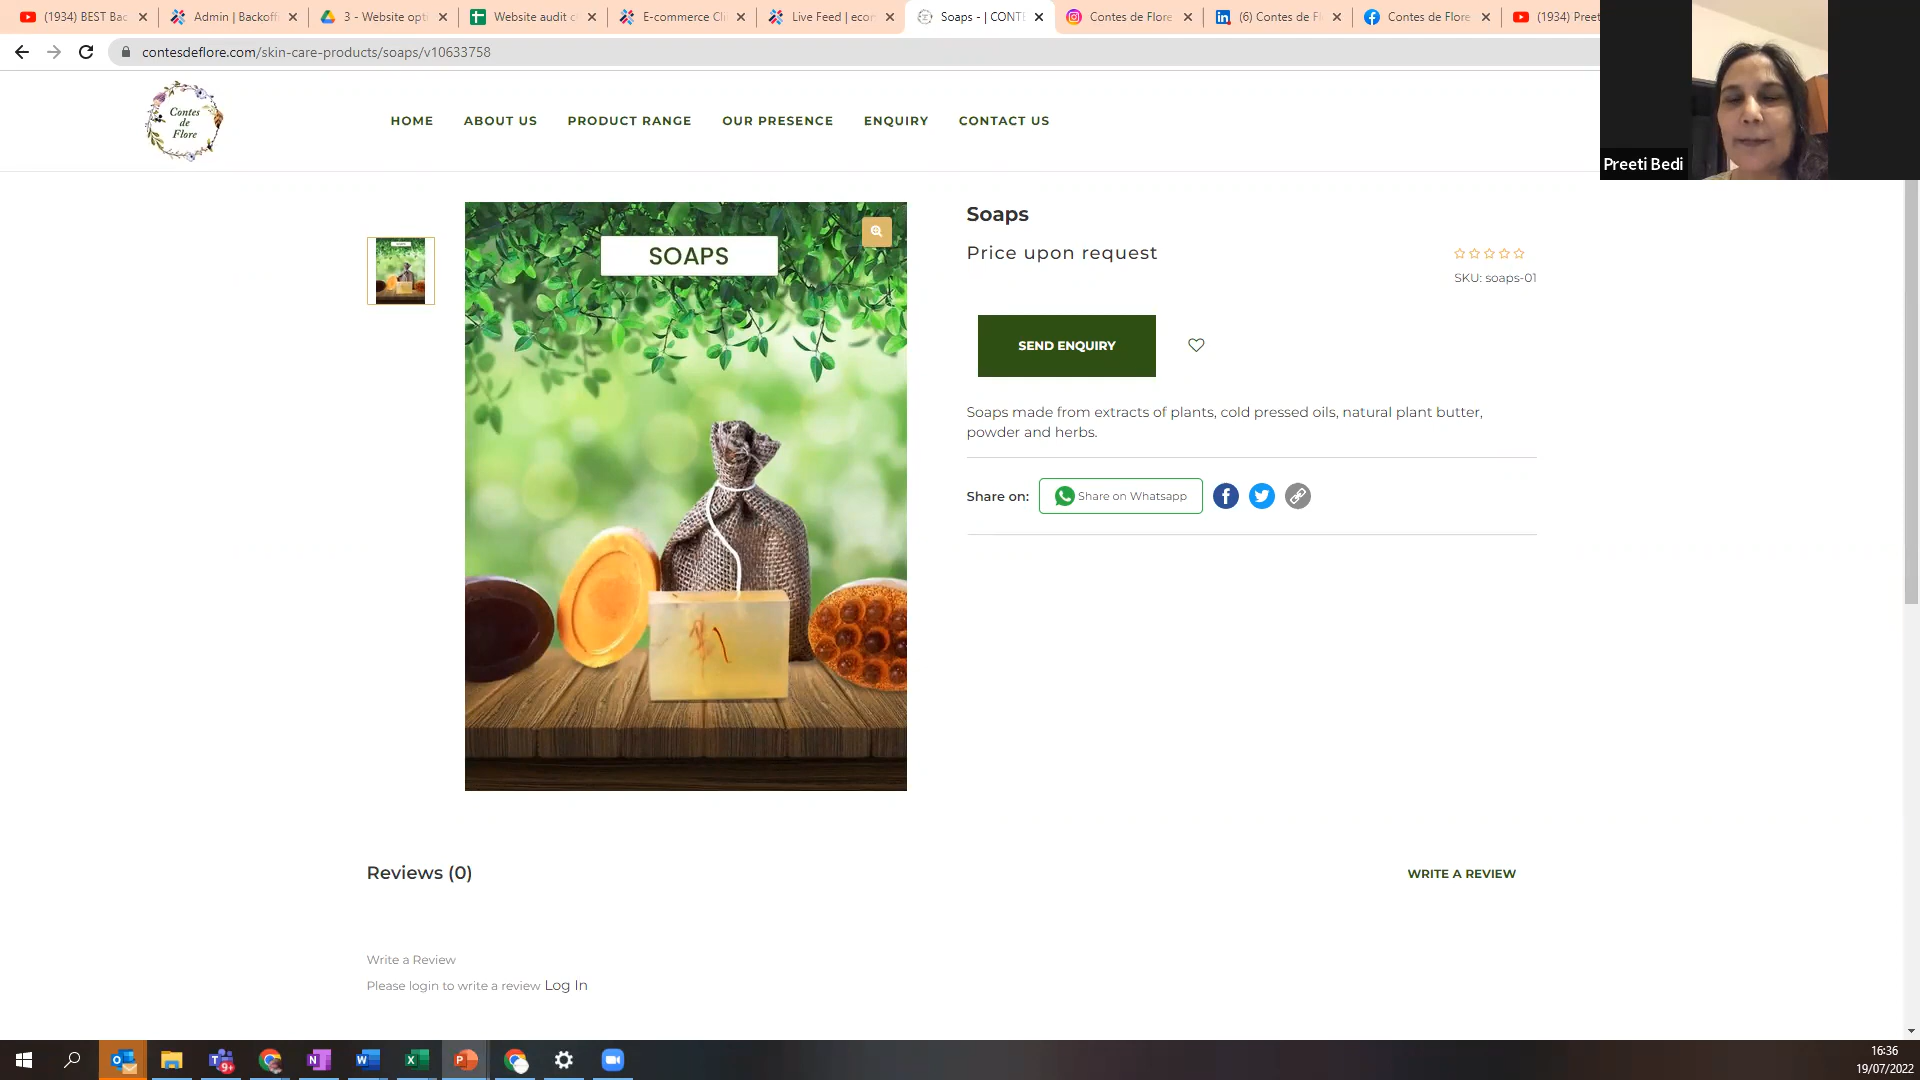 (1934) BEST Bac
Admin | Backoff
3 - Website opt
Website audit c
E-commerce Cli
Live Feed | ecor
Soaps - | CONTE
Contes de Flore
(6) Contes de F
Contes de Flore
(1934) Preet
contesdeflore.com/skin-care-products/soaps/v10633758
Contes
de
Flore
HOME
ABOUT US
PRODUCT RANGE
OUR PRESENCE
ENQUIRY
CONTACT US
Preeti Bedi
SOAPS
Soaps
Price upon request
SKU: soaps-01
SEND ENQUIRY
Soaps made from extracts of plants, cold pressed oils, natural plant butter,
powder and herbs.
Share on:
Share on Whatsapp
Reviews (0)
WRITE A REVIEW
Write a Review
Please login to write a review Log In
9+
16:36
19/07/2022